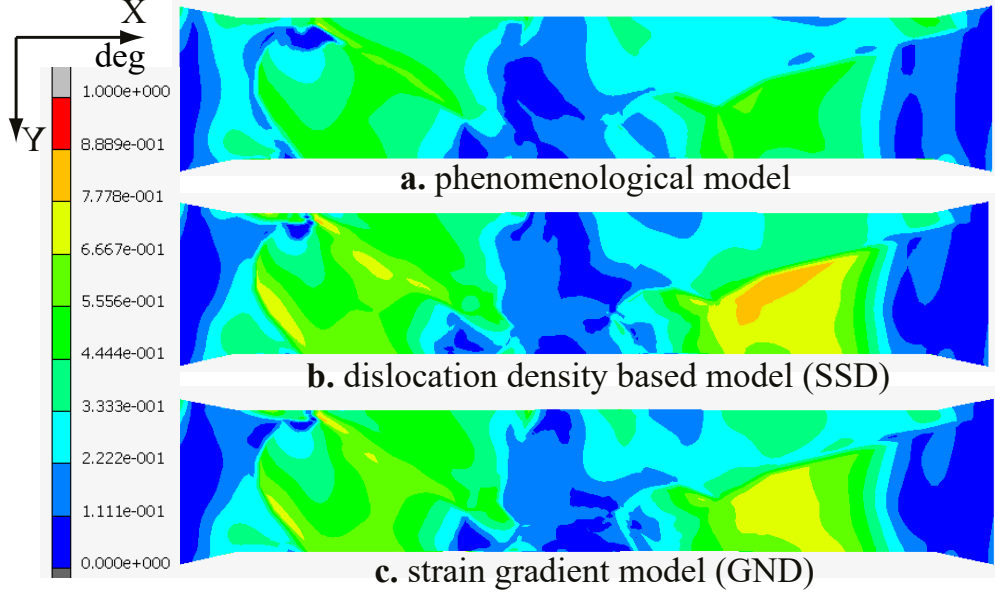 X
deg
Y
1.000e+000
8.889e-001
7.778e-001
6.667e-001
5.556e-001
4.444e-001
3.333e-001
2.222e-001
1.111e-001
0.000e+000
a. phenomenological model
b. dislocation density based model (SSD)
c. strain gradient model (GND)